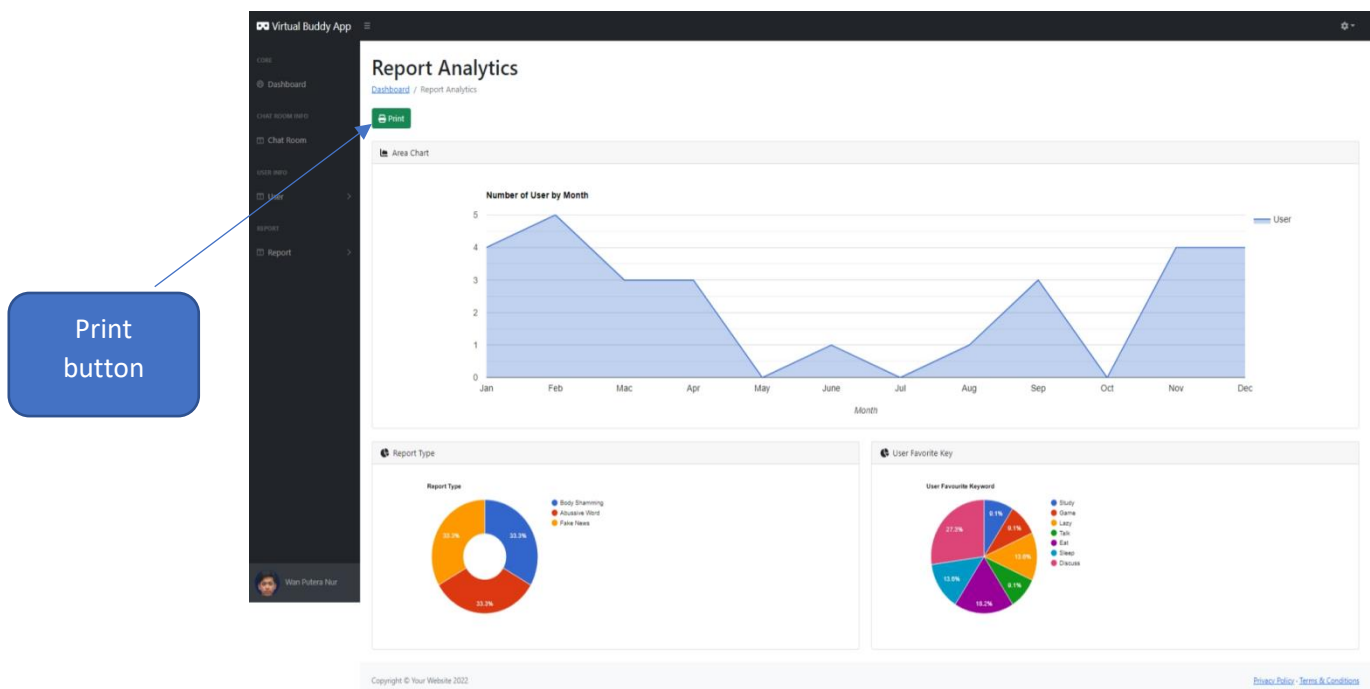 Virtual Buddy App
CORE
Dashboard
CHAT ROOM INFO
Chat Room
USER INFO
User
REPORT
Report
Wan Putera Nur
Print
button
Report Analytics
Dashboard / Report Analytics
Print
Area Chart
Number of User by Month
5
4
3
2
1
0
Jan Feb Mac Apr May June Jul Aug Sep Oct Nov Dec
Month
User
Report Type
Report Type
33.3%
33.3%
33.3%
Body Shamming
Abussive Word
Fake News
User Favorite Key
User Favourite Keyword
27.3%
9.1%
9.1%
13.6%
9.1%
18.2%
13.6%
Study
Game
Lazy
Talk
Eat
Sleep
Discuss
Copyright © Your Website 2022
Privacy Policy · Terms & Conditions